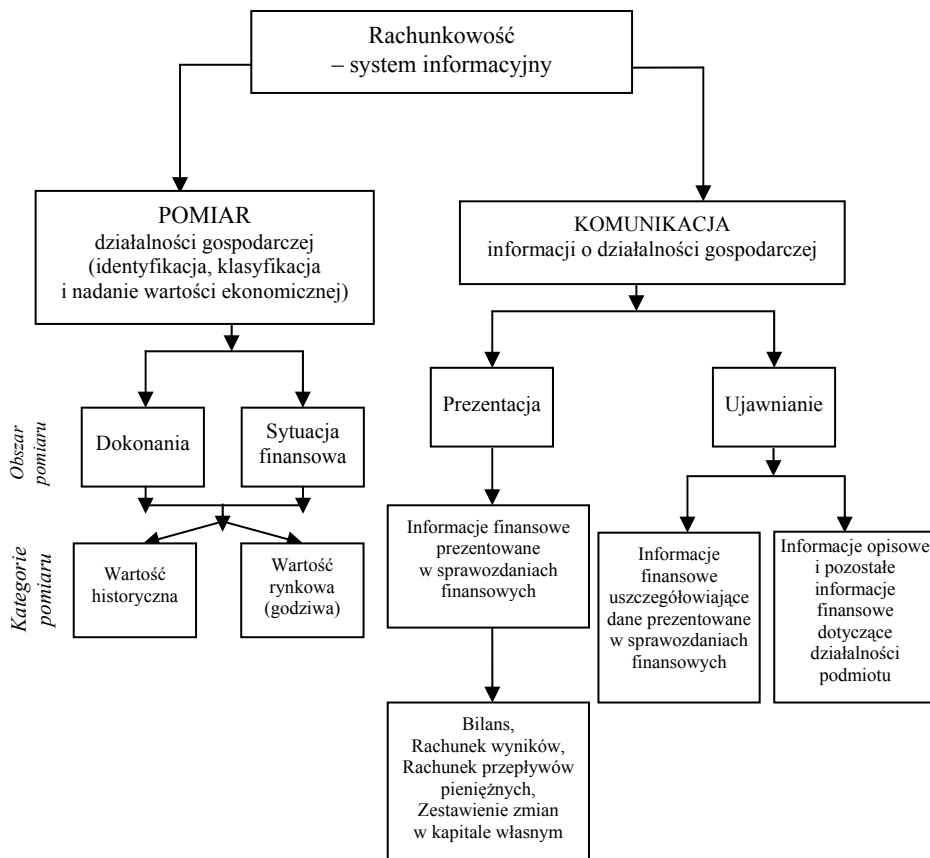 Rachunkowość
– system informacyjny
POMIAR
działalności gospodarczej
(identyfikacja, klasyfikacja
i nadanie wartości ekonomicznej)
KOMUNIKACJA
informacji o działalności gospodarczej
Obszar
pomiaru
Dokonania
Sytuacja
finansowa
Prezentacja
Ujawnianie
Kategorie
pomiaru
Wartość
historyczna
Wartość
rynkowa
(godziwa)
Informacje finansowe
prezentowane
w sprawozdaniach
finansowych
Informacje
finansowe
uszczegółowiające
dane prezentowane
w sprawozdaniach
finansowych
Informacje opisowe
i pozostałe
informacje
finansowe
dotyczące
działalności
podmiotu
Bilans,
Rachunek wyników,
Rachunek przepływów
pieniężnych,
Zestawienie zmian
w kapitale własnym